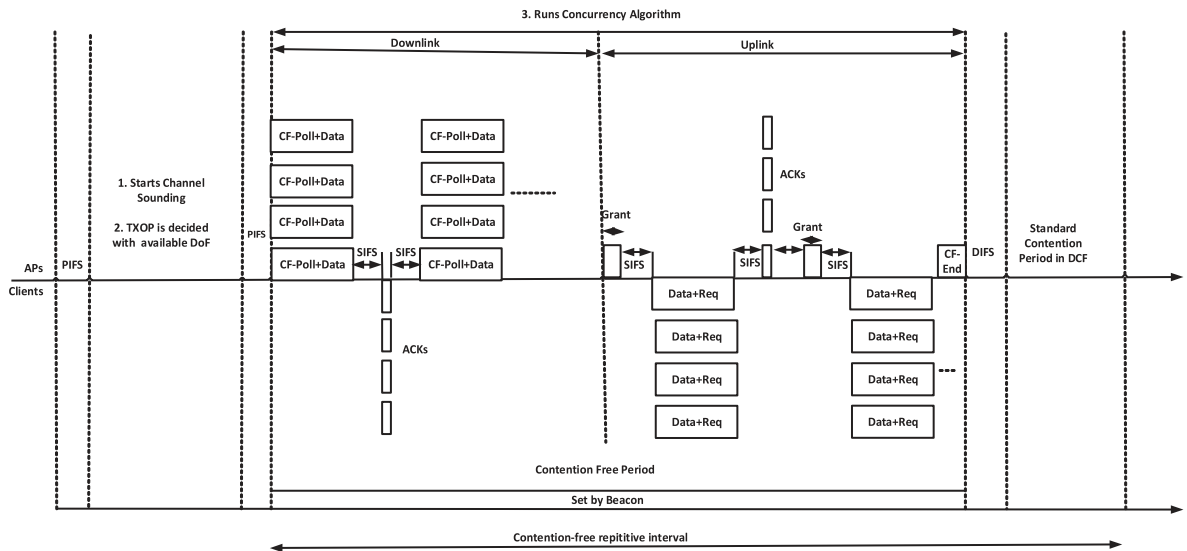 3. Runs Concurrency Algorithm
Downlink
Uplink
CF-Poll+Data
CF-Poll+Data
CF-Poll+Data
CF-Poll+Data
CF-Poll+Data
CF-Poll+Data
CF-Poll+Data
CF-Poll+Data
1. Starts Channel
Sounding
2. TXOP is decided
with available DoF
PIFS
PIFS
SIFS
SIFS
ACKs
ACKs
Grant
SIFS
SIFS
Grant
SIFS
CF-
End
DIFS
Standard
Contention
Period in DCF
APs
Clients
Data+Req
Data+Req
Data+Req
Data+Req
Data+Req
Data+Req
Data+Req
Data+Req
Contention Free Period
Set by Beacon
Contention-free repititive interval